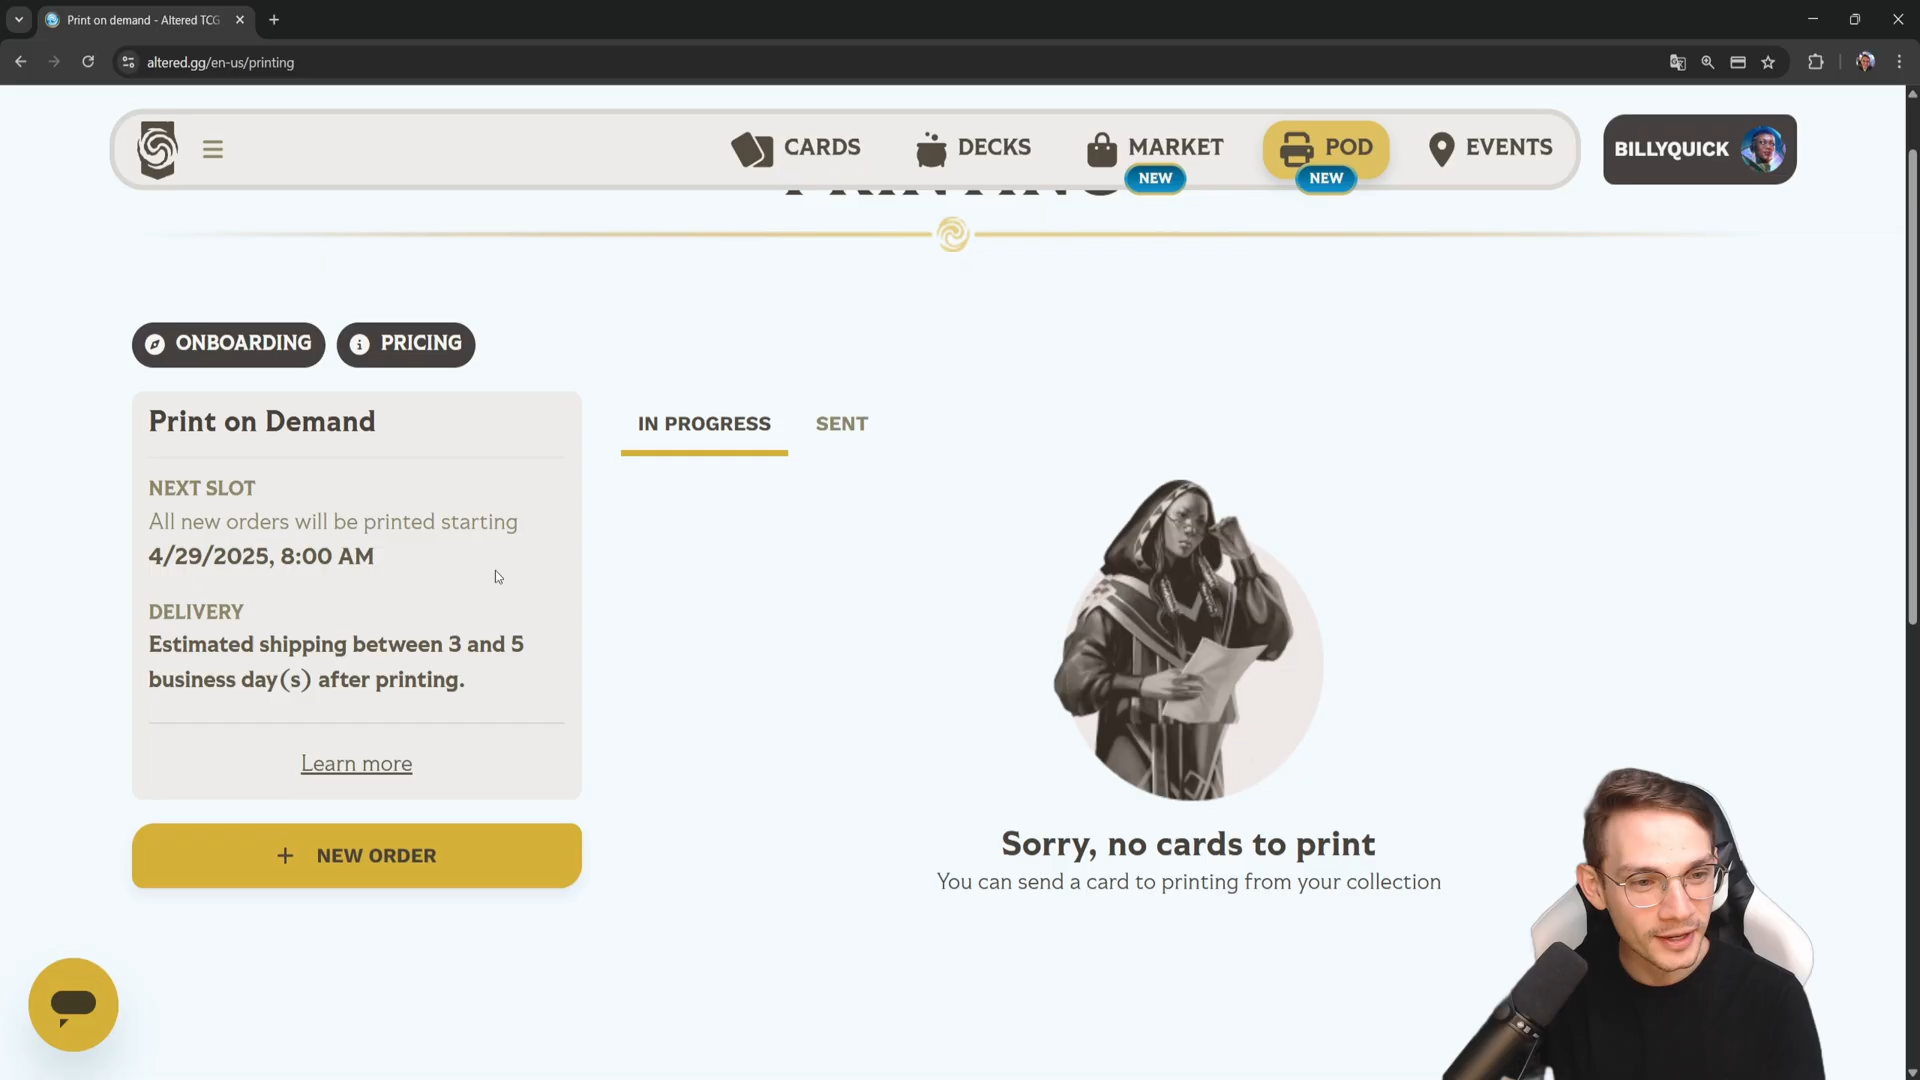 Print on demand - Altered TCG
altered.gg/en-us/printing
CARDS
DECKS
MARKET
NEW
POD
NEW
EVENTS
BILLYQUICK
PRINTING
ONBOARDING
PRICING
Print on Demand
NEXT SLOT
All new orders will be printed starting
4/29/2025, 8:00 AM
DELIVERY
Estimated shipping between 3 and 5
business day(s) after printing.
Learn more
+ NEW ORDER
IN PROGRESS
SENT
Sorry, no cards to print
You can send a card to printing from your collection